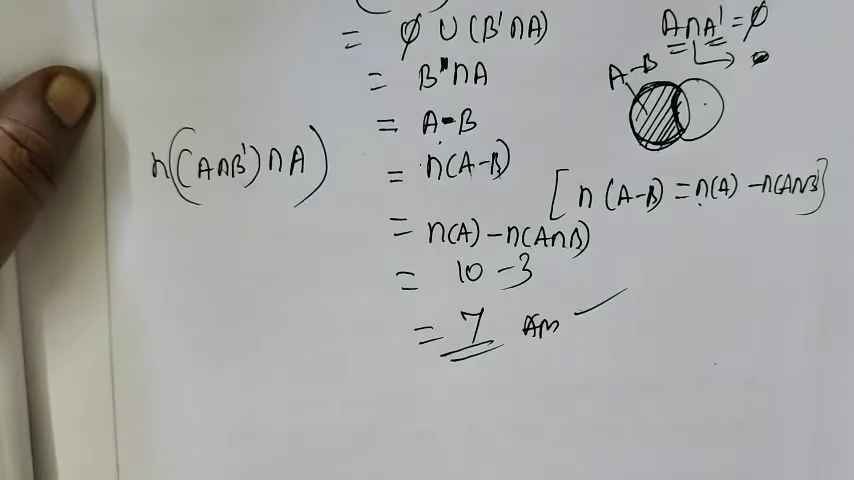 = φ ∪ (B'∩A)
A∩A' = φ
= B'∩A
A-B
= A-B
n((A∩B')∩A)
= n(A-B)
[n(A-B) = n(A) - n(A∩B)]
= n(A) - n(A∩B)
= 10 - 3
= 7 Ans